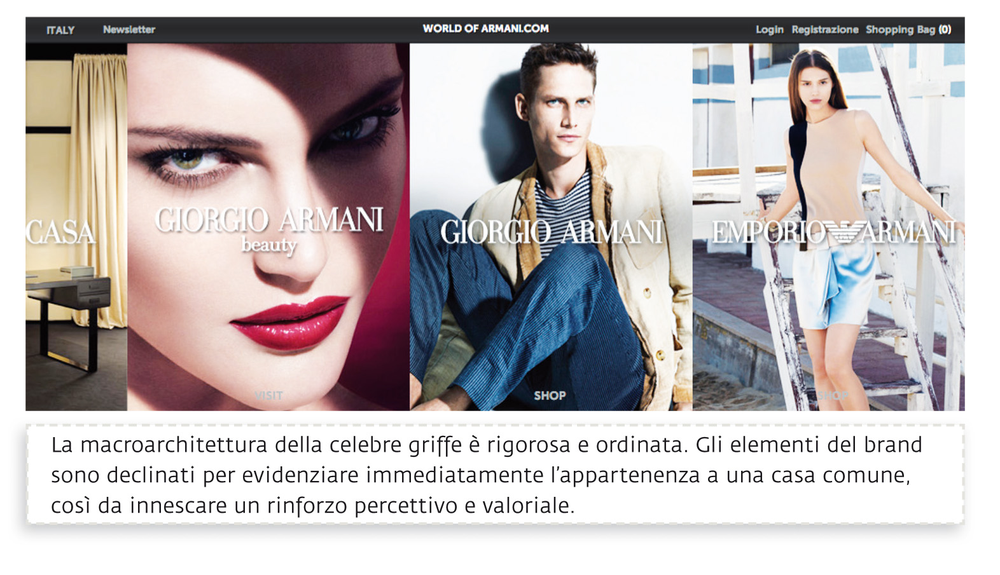 ITALY Newsletter WORLD OF ARMANI.COM Login Registrazione Shopping Bag (0)
CASA
GIORGIO ARMANI
beauty
VISIT
GIORGIO ARMANI
SHOP
EMPORIO ARMANI
SHOP
La macroarchitettura della celebre griffe è rigorosa e ordinata. Gli elementi del brand
sono declinati per evidenziare immediatamente l’appartenenza a una casa comune,
così da innescare un rinforzo percettivo e valoriale.